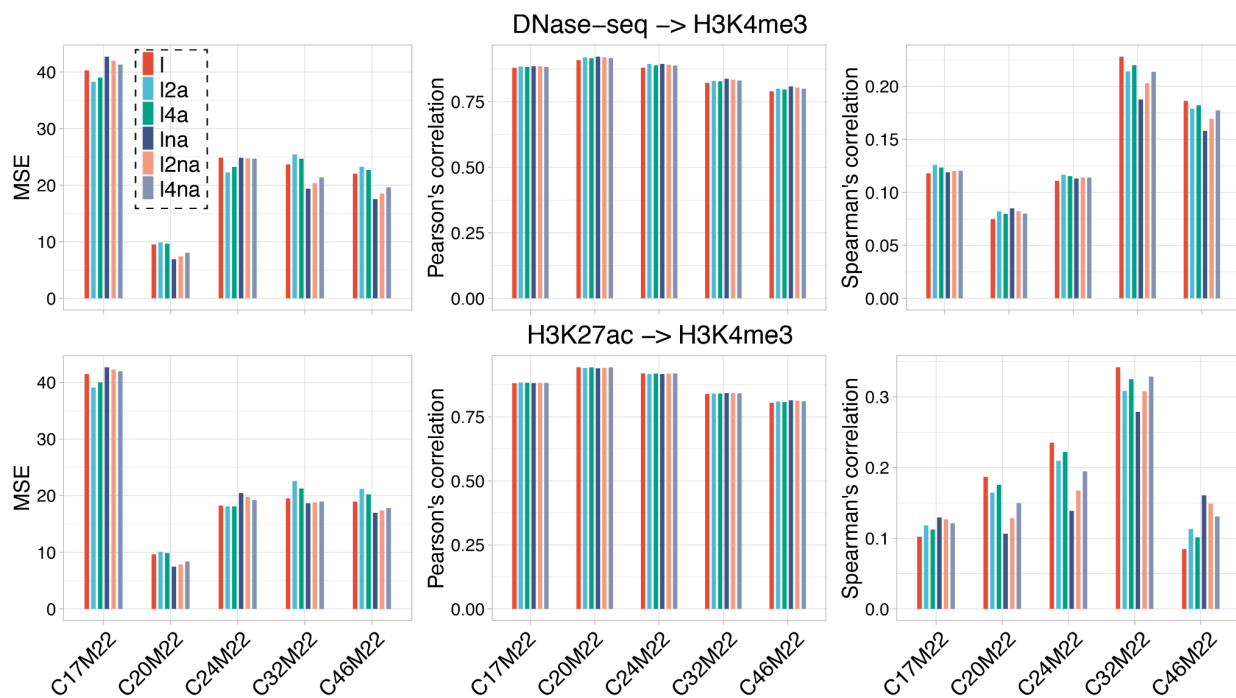 DNase-seq -> H3K4me3
MSE
40
30
20
10
0
l
l2a
l4a
lna
l2na
l4na
Pearson's correlation
0.75
0.50
0.25
0.00
Spearman's correlation
0.20
0.15
0.10
0.05
0.00
H3K27ac -> H3K4me3
MSE
40
30
20
10
0
C17M22
C20M22
C24M22
C32M22
C46M22
Pearson's correlation
0.75
0.50
0.25
0.00
C17M22
C20M22
C24M22
C32M22
C46M22
Spearman's correlation
0.3
0.2
0.1
0.0
C17M22
C20M22
C24M22
C32M22
C46M22